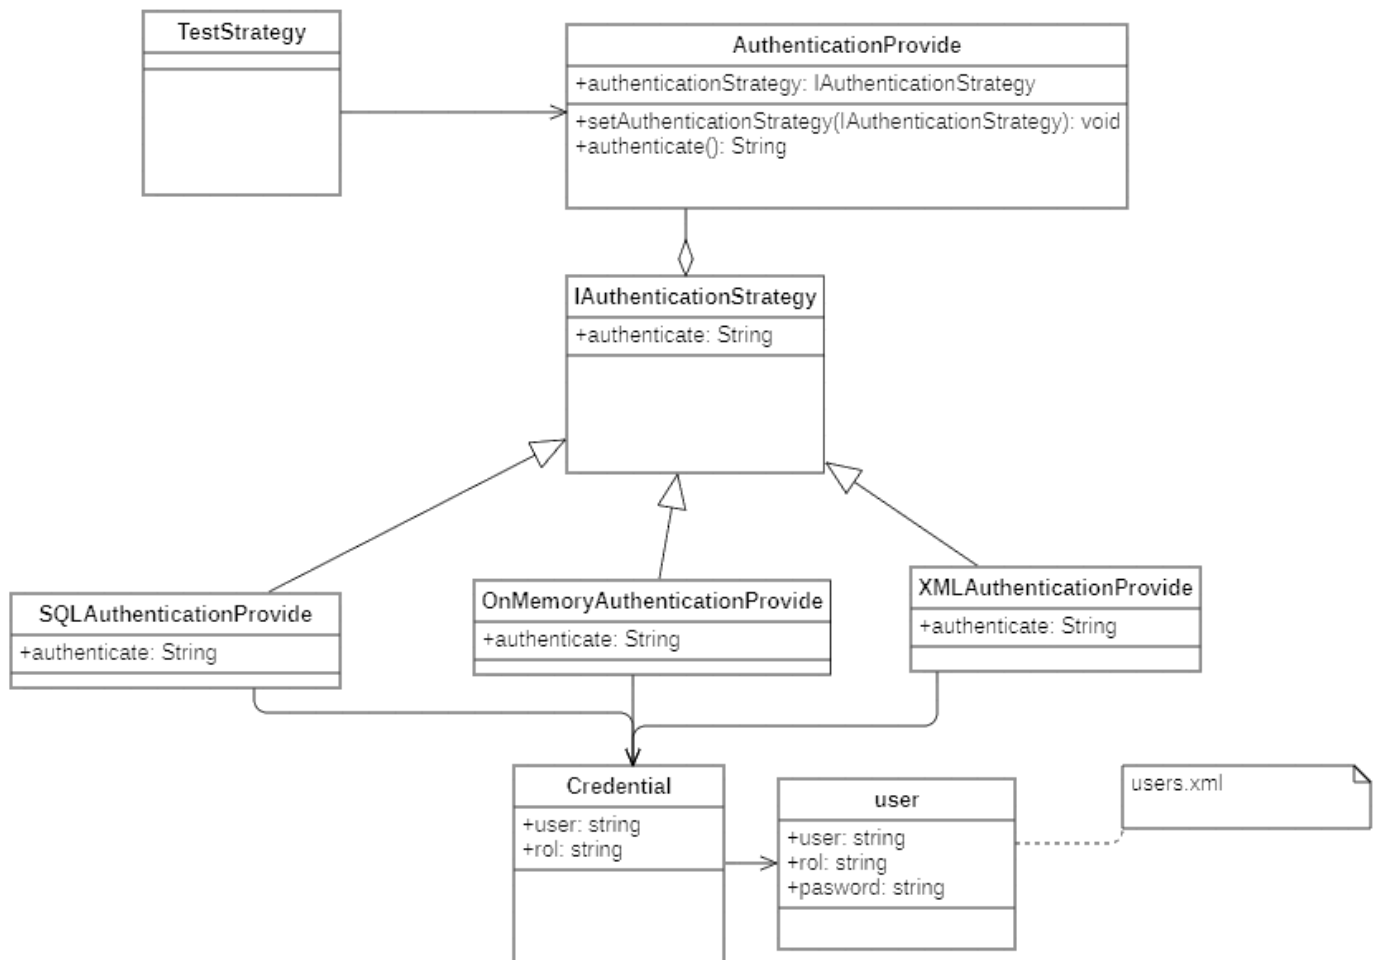 TestStrategy
AuthenticationProvide
+authenticationStrategy: IAuthenticationStrategy
+setAuthenticationStrategy(IAuthenticationStrategy): void
+authenticate(): String
IAuthenticationStrategy
+authenticate: String
SQLAuthenticationProvide
+authenticate: String
OnMemoryAuthenticationProvide
+authenticate: String
XMLAuthenticationProvide
+authenticate: String
Credential
+user: string
+rol: string
user
+user: string
+rol: string
+pasword: string
users.xml